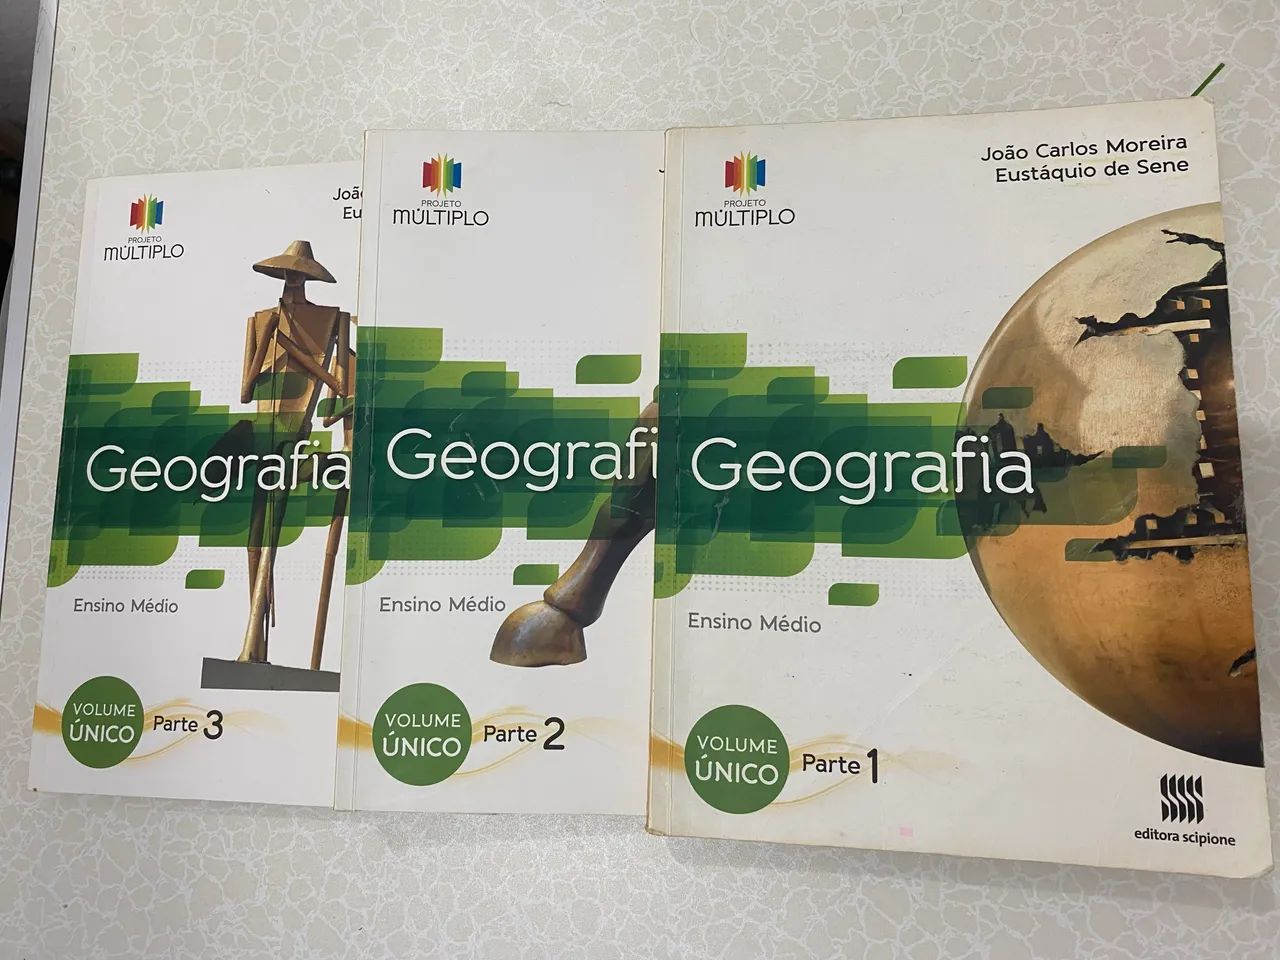 PROJETO
MÚLTIPLO
Geografia
Ensino Médio
VOLUME
ÚNICO
Parte 3
PROJETO
MÚLTIPLO
Geografi
Ensino Médio
VOLUME
ÚNICO
Parte 2
PROJETO
MÚLTIPLO
João Carlos Moreira
Eustáquio de Sene
Geografia
Ensino Médio
VOLUME
ÚNICO
Parte 1
editora scipione